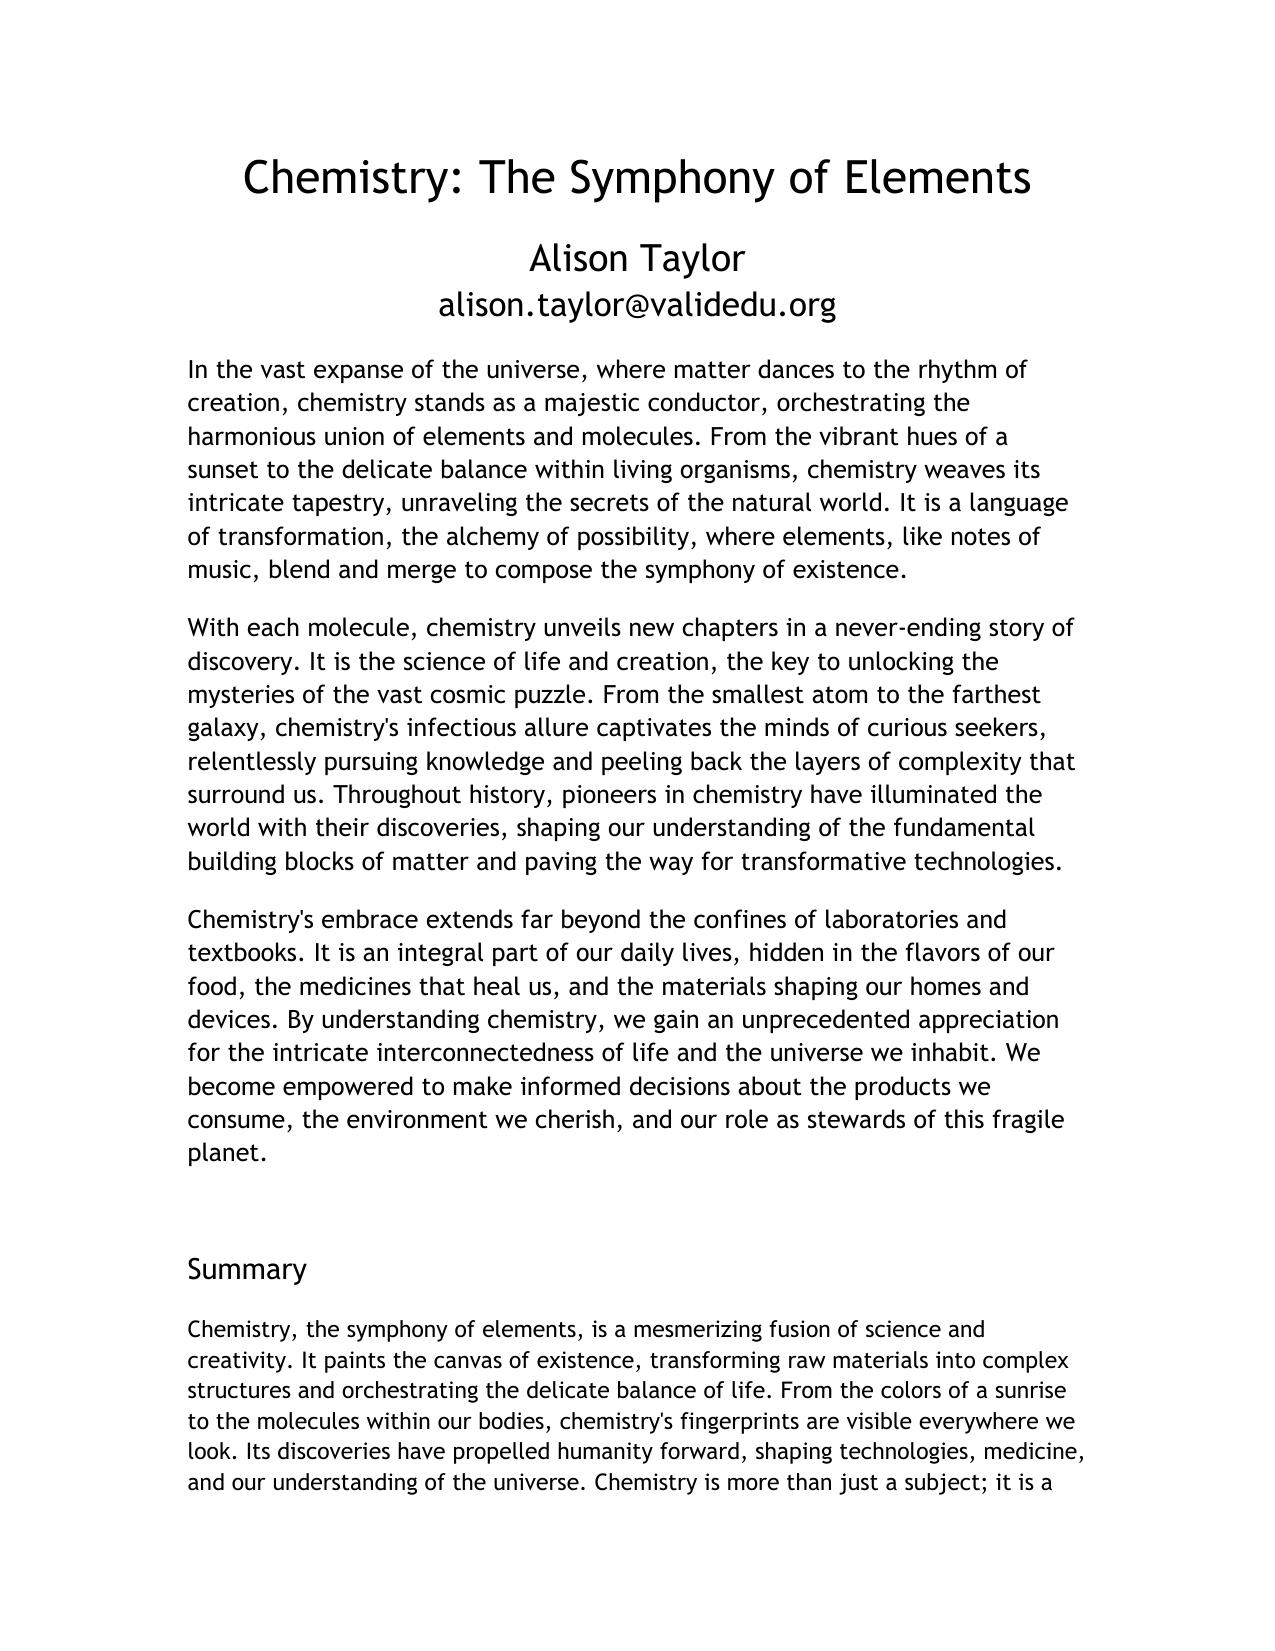 Chemistry: The Symphony of Elements
Alison Taylor
alison.taylor@validedu.org
In the vast expanse of the universe, where matter dances to the rhythm of
creation, chemistry stands as a majestic conductor, orchestrating the
harmonious union of elements and molecules. From the vibrant hues of a
sunset to the delicate balance within living organisms, chemistry weaves its
intricate tapestry, unraveling the secrets of the natural world. It is a language
of transformation, the alchemy of possibility, where elements, like notes of
music, blend and merge to compose the symphony of existence.
With each molecule, chemistry unveils new chapters in a never-ending story of
discovery. It is the science of life and creation, the key to unlocking the
mysteries of the vast cosmic puzzle. From the smallest atom to the farthest
galaxy, chemistry's infectious allure captivates the minds of curious seekers,
relentlessly pursuing knowledge and peeling back the layers of complexity that
surround us. Throughout history, pioneers in chemistry have illuminated the
world with their discoveries, shaping our understanding of the fundamental
building blocks of matter and paving the way for transformative technologies.
Chemistry's embrace extends far beyond the confines of laboratories and
textbooks. It is an integral part of our daily lives, hidden in the flavors of our
food, the medicines that heal us, and the materials shaping our homes and
devices. By understanding chemistry, we gain an unprecedented appreciation
for the intricate interconnectedness of life and the universe we inhabit. We
become empowered to make informed decisions about the products we
consume, the environment we cherish, and our role as stewards of this fragile
planet.
Summary
Chemistry, the symphony of elements, is a mesmerizing fusion of science and
creativity. It paints the canvas of existence, transforming raw materials into complex
structures and orchestrating the delicate balance of life. From the colors of a sunrise
to the molecules within our bodies, chemistry's fingerprints are visible everywhere we
look. Its discoveries have propelled humanity forward, shaping technologies, medicine,
and our understanding of the universe. Chemistry is more than just a subject; it is a